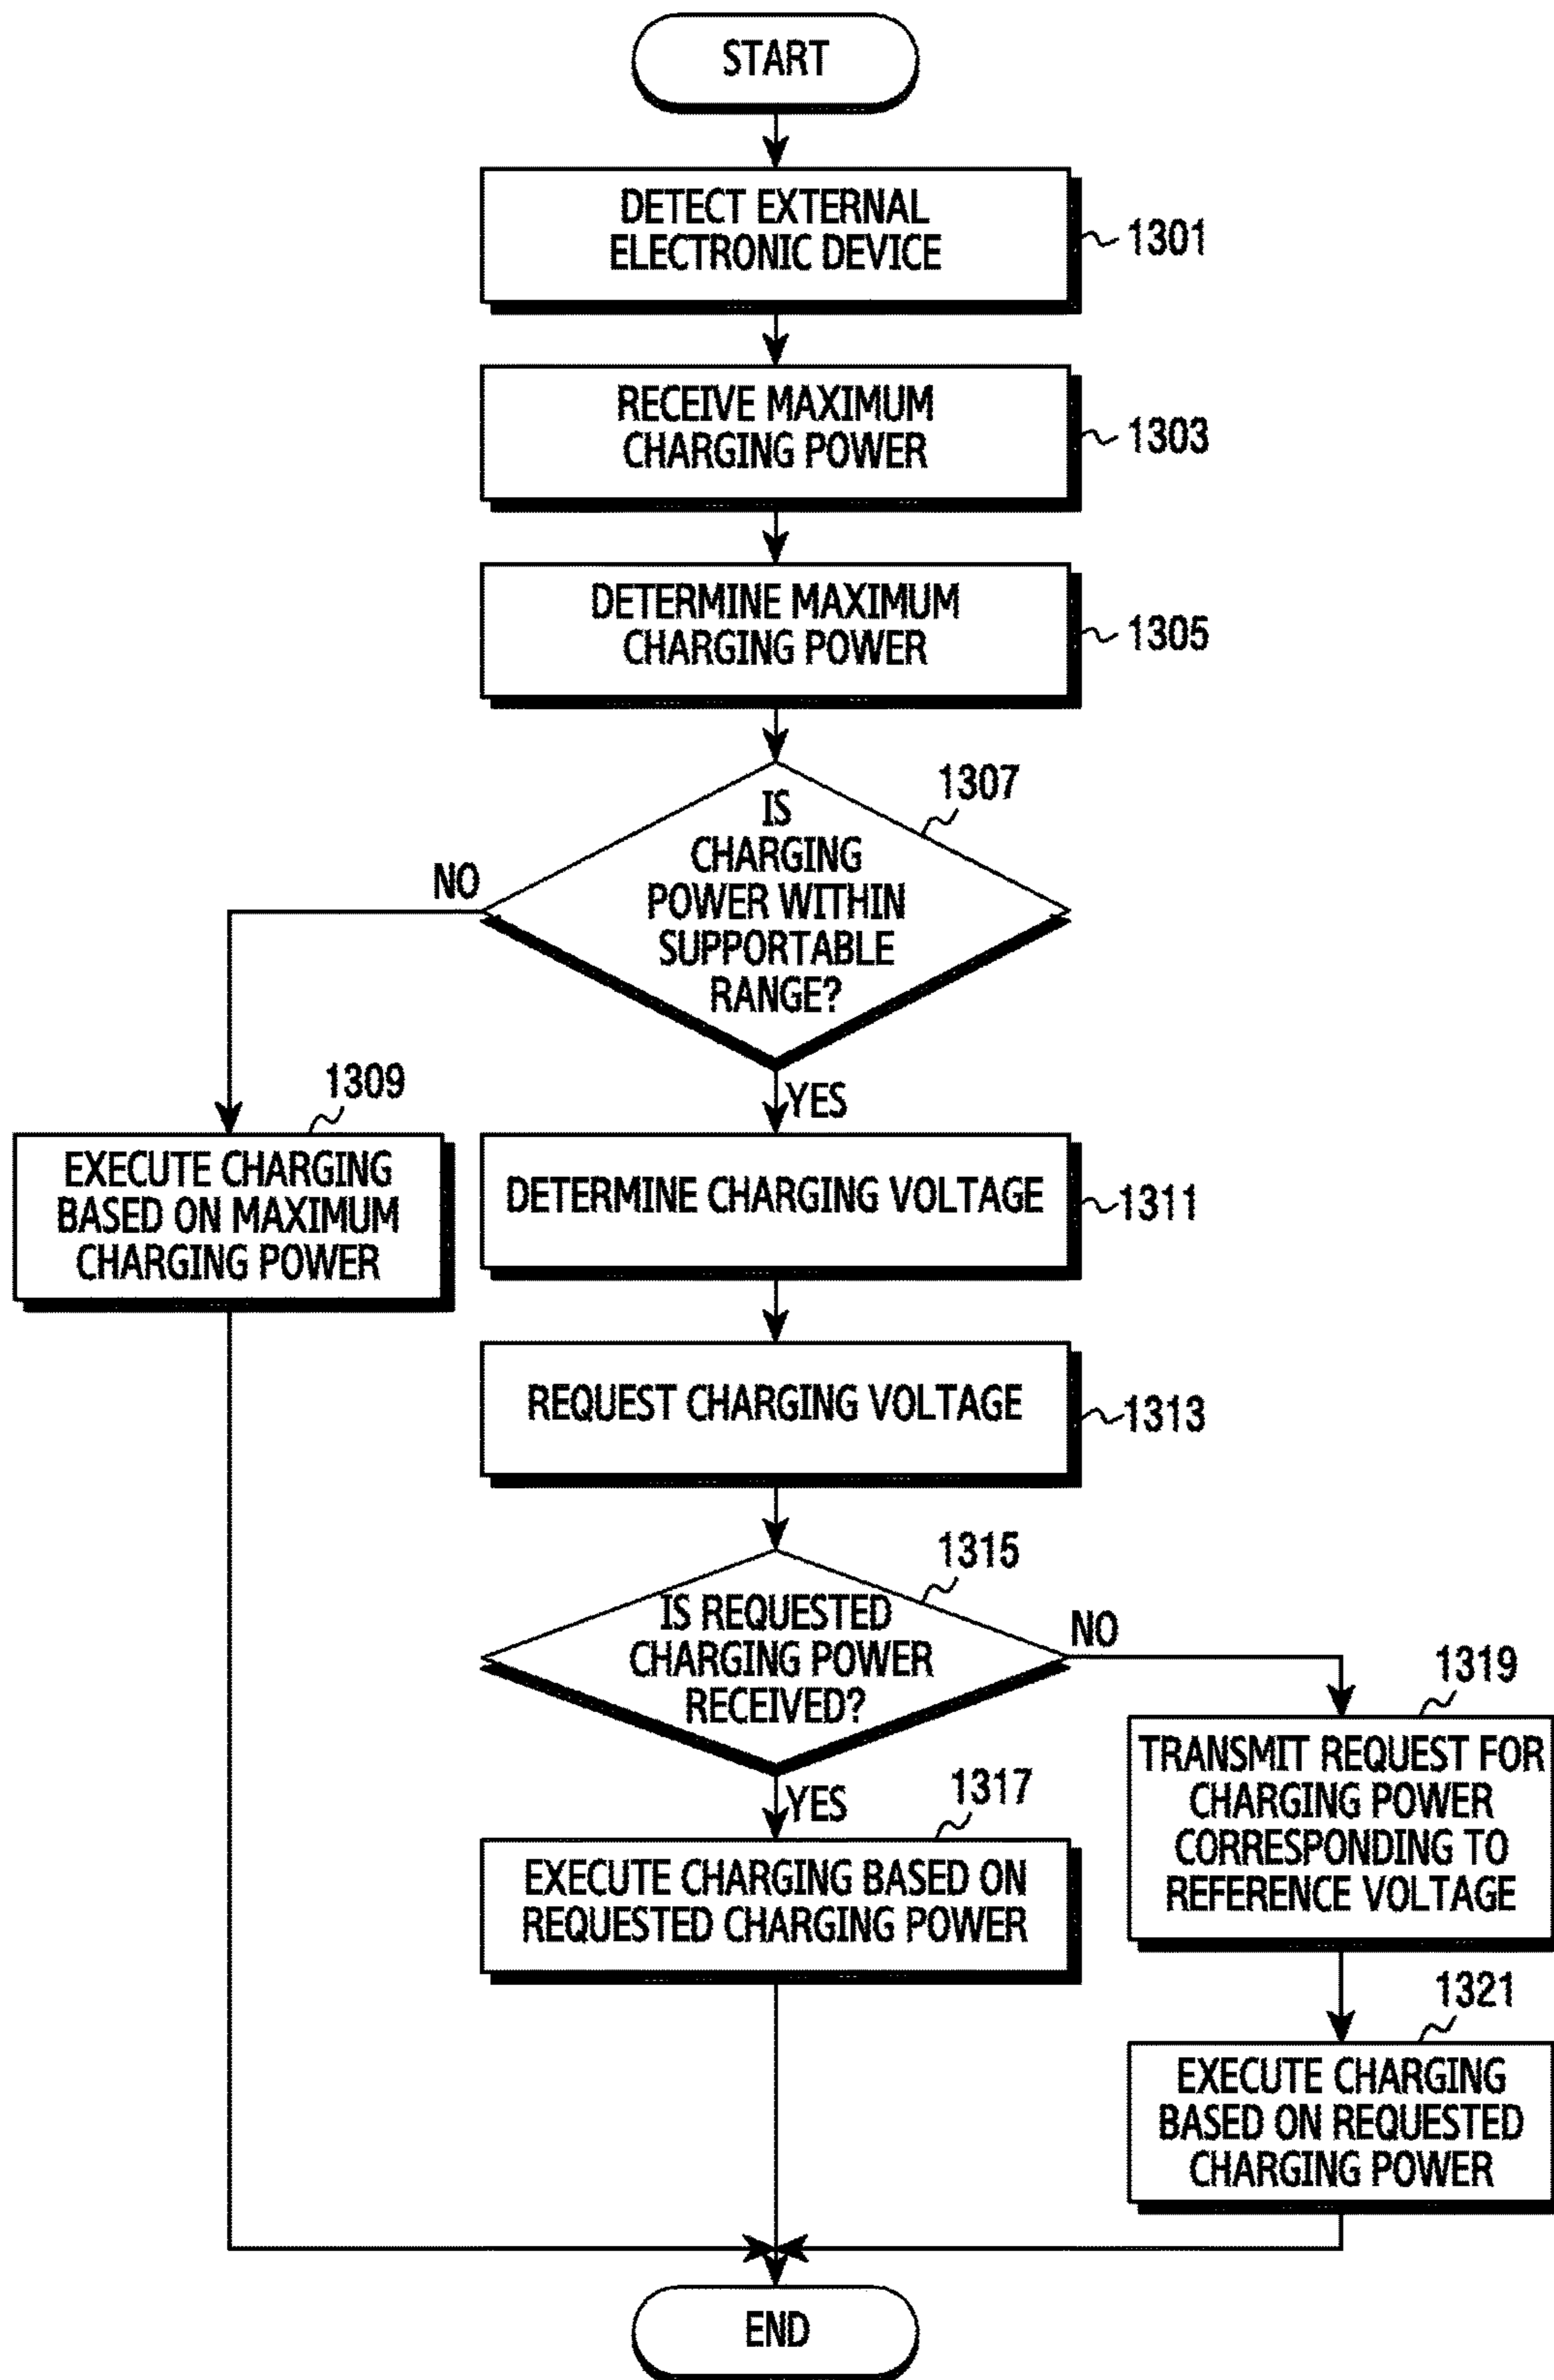 START
DETECT EXTERNAL
ELECTRONIC DEVICE
1301
RECEIVE MAXIMUM
CHARGING POWER
1303
DETERMINE MAXIMUM
CHARGING POWER
1305
1307
IS
CHARGING
POWER WITHIN
SUPPORTABLE
RANGE?
NO
YES
1309
EXECUTE CHARGING
BASED ON MAXIMUM
CHARGING POWER
DETERMINE CHARGING VOLTAGE
1311
REQUEST CHARGING VOLTAGE
1313
1315
IS REQUESTED
CHARGING POWER
RECEIVED?
NO
YES
1317
EXECUTE CHARGING BASED ON
REQUESTED CHARGING POWER
1319
TRANSMIT REQUEST FOR
CHARGING POWER
CORRESPONDING TO
REFERENCE VOLTAGE
1321
EXECUTE CHARGING
BASED ON REQUESTED
CHARGING POWER
END